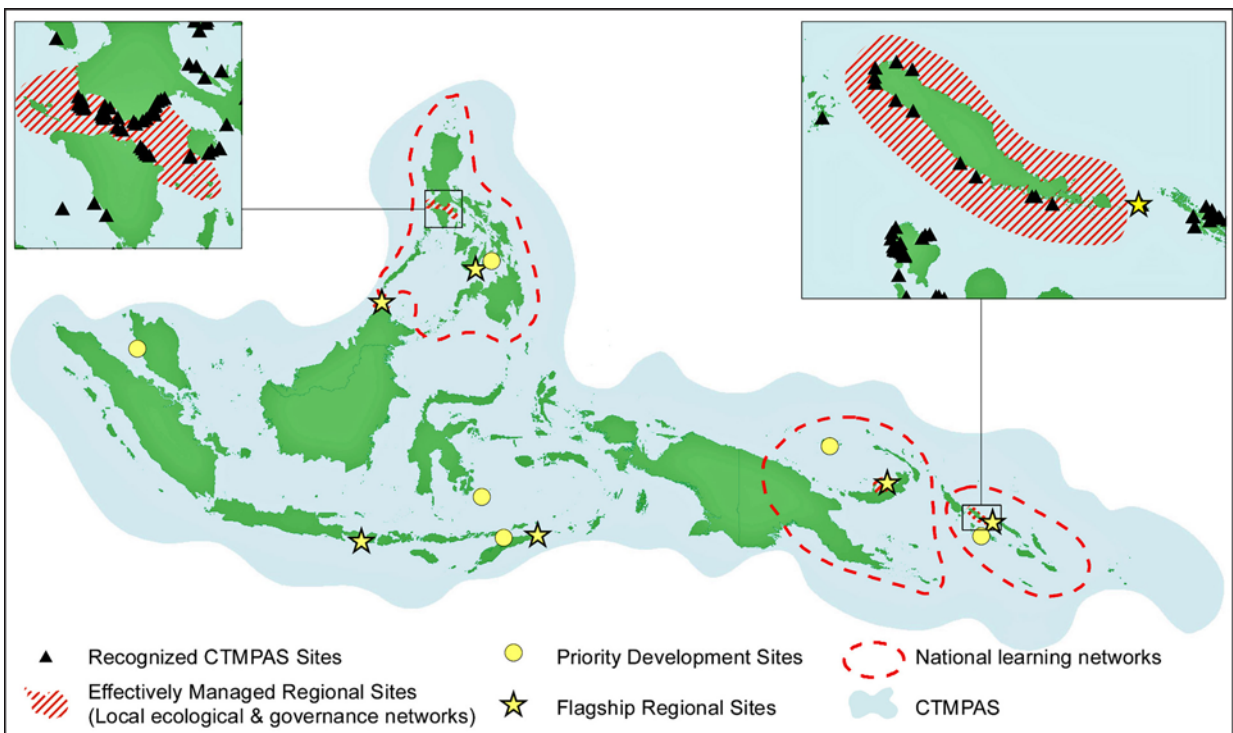 Recognized CTMPAS Sites
Effectively Managed Regional Sites
(Local ecological & governance networks)
Priority Development Sites
Flagship Regional Sites
National learning networks
CTMPAS